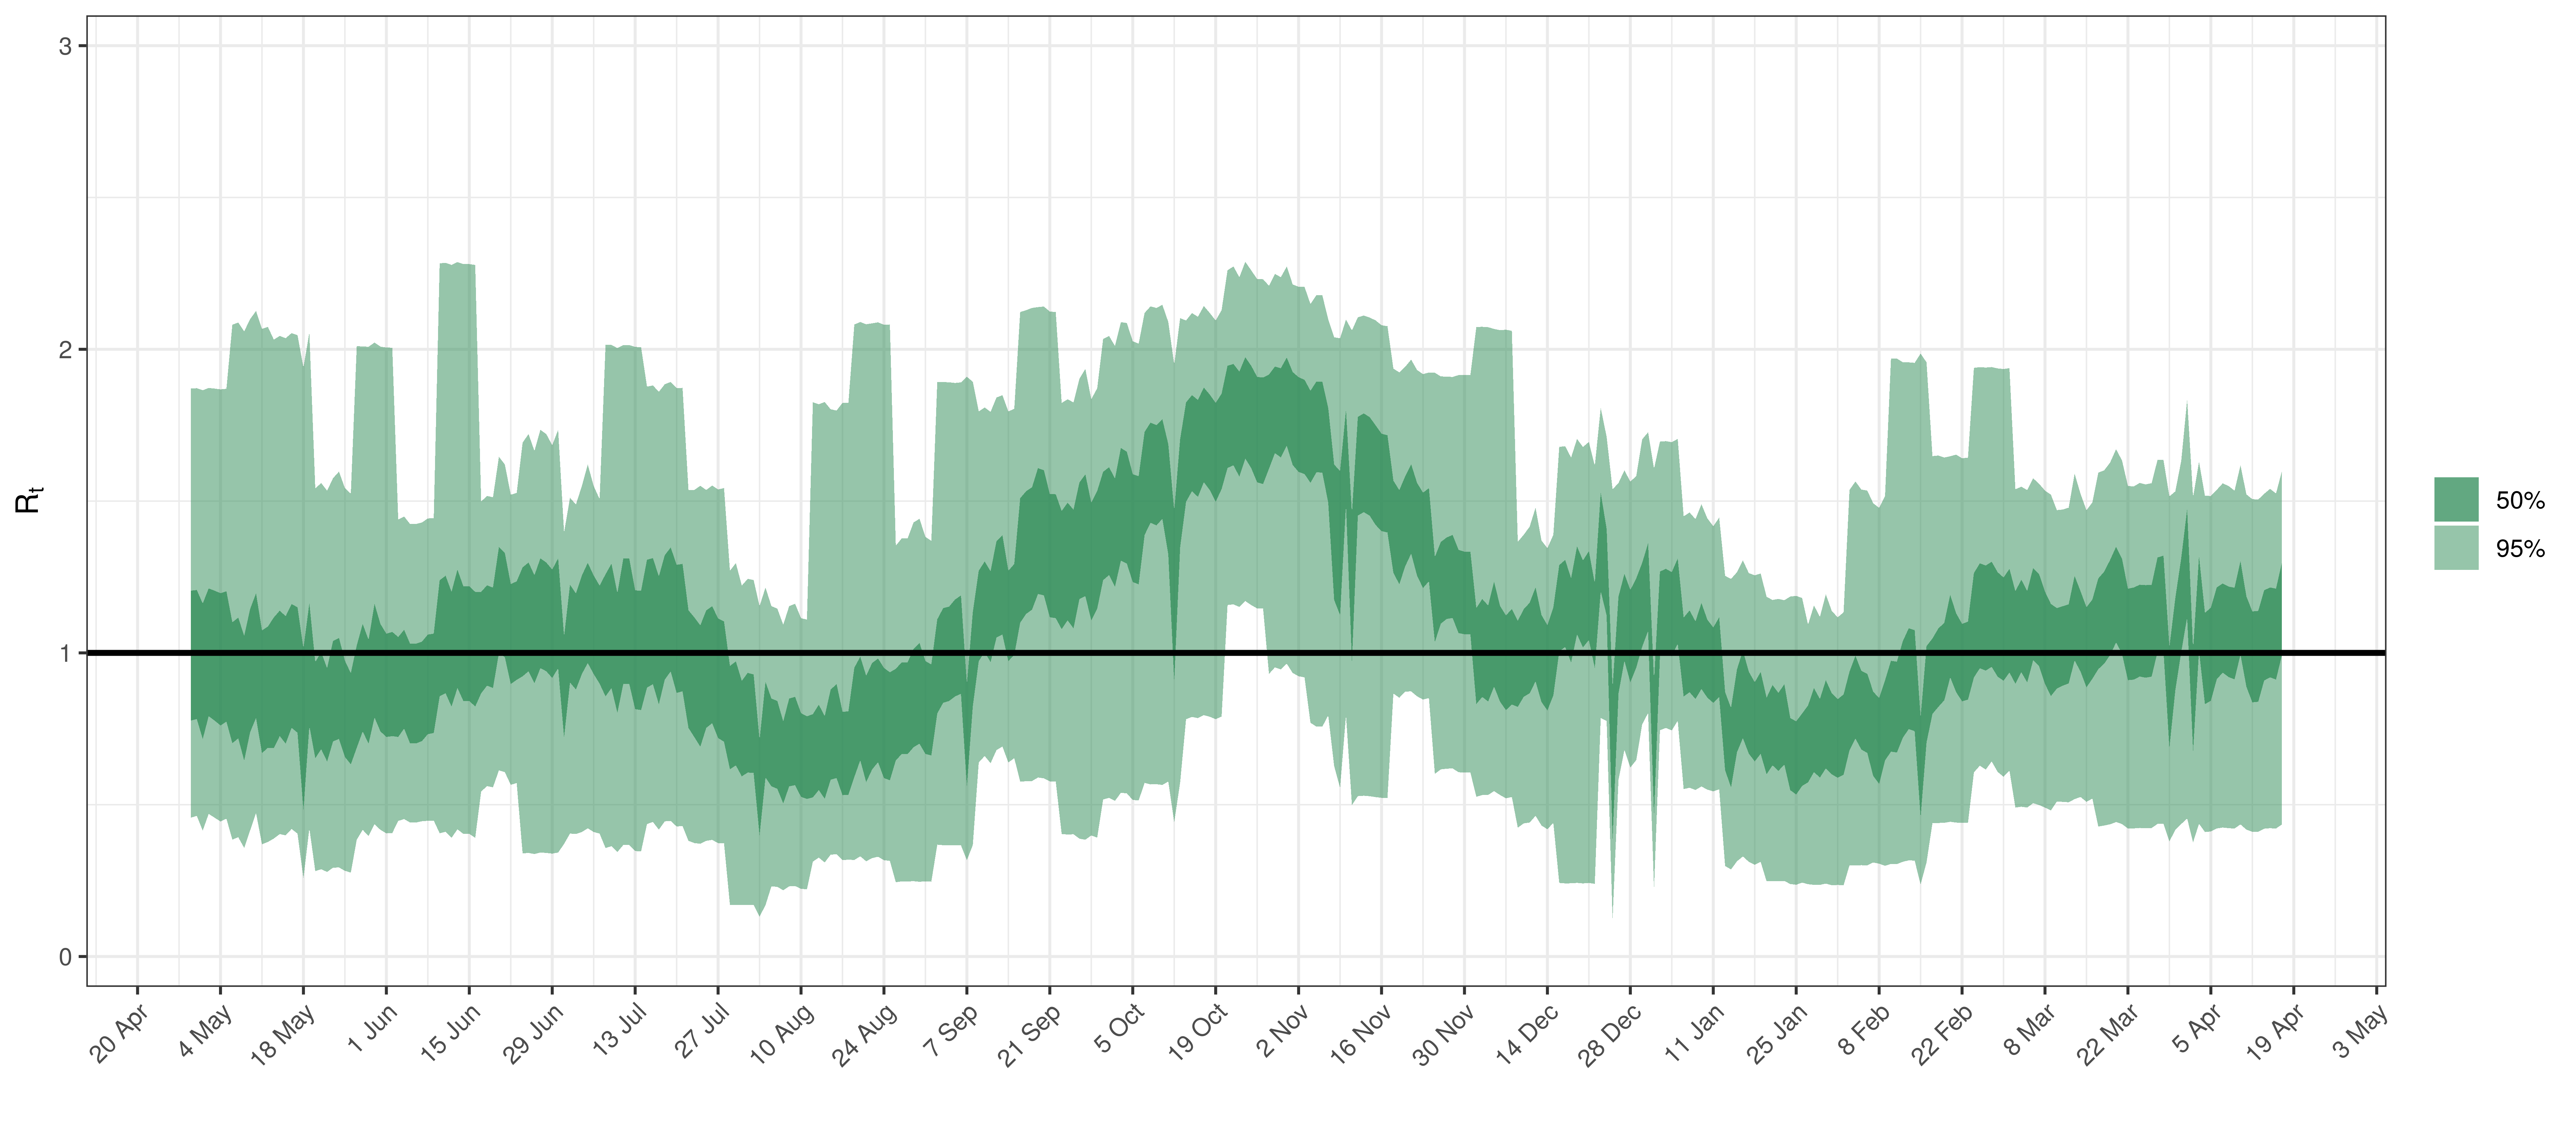 3
2
1
0
Rt
20 Apr
4 May
18 May
1 Jun
15 Jun
29 Jun
13 Jul
27 Jul
10 Aug
24 Aug
7 Sep
21 Sep
5 Oct
19 Oct
2 Nov
16 Nov
30 Nov
14 Dec
28 Dec
11 Jan
25 Jan
8 Feb
22 Feb
8 Mar
22 Mar
5 Apr
19 Apr
3 May
50%
95%